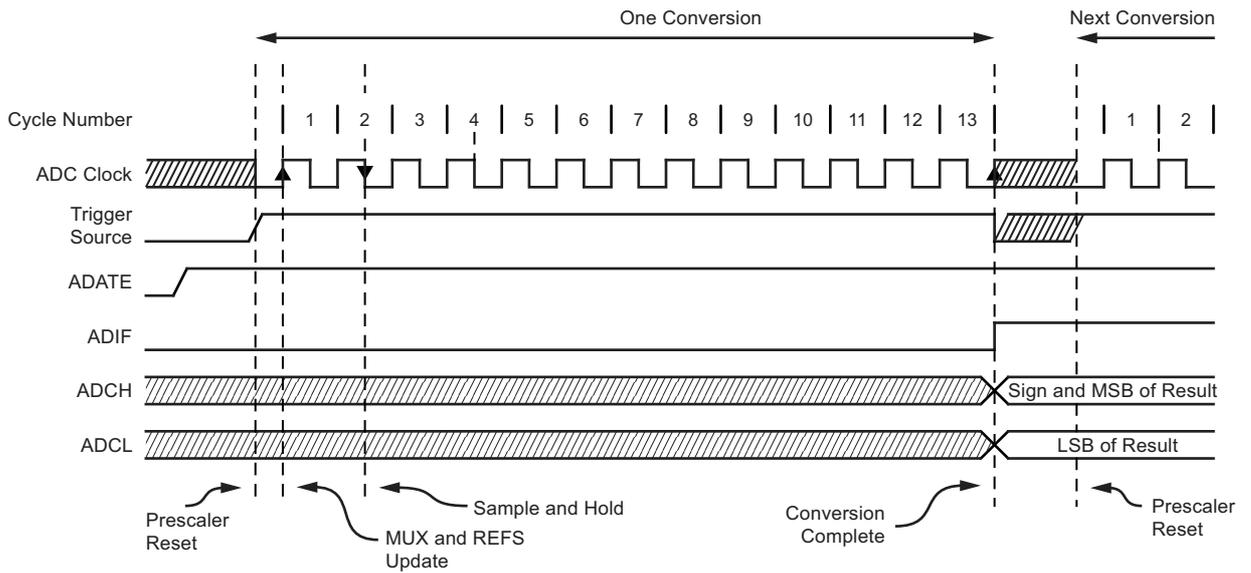 One Conversion
Next Conversion
Cycle Number
1 2 3 4 5 6 7 8 9 10 11 12 13 1 2
ADC Clock
Trigger
Source
ADATE
ADIF
ADCH
Sign and MSB of Result
ADCL
LSB of Result
Prescaler
Reset
MUX and REFS
Update
Sample and Hold
Conversion
Complete
Prescaler
Reset